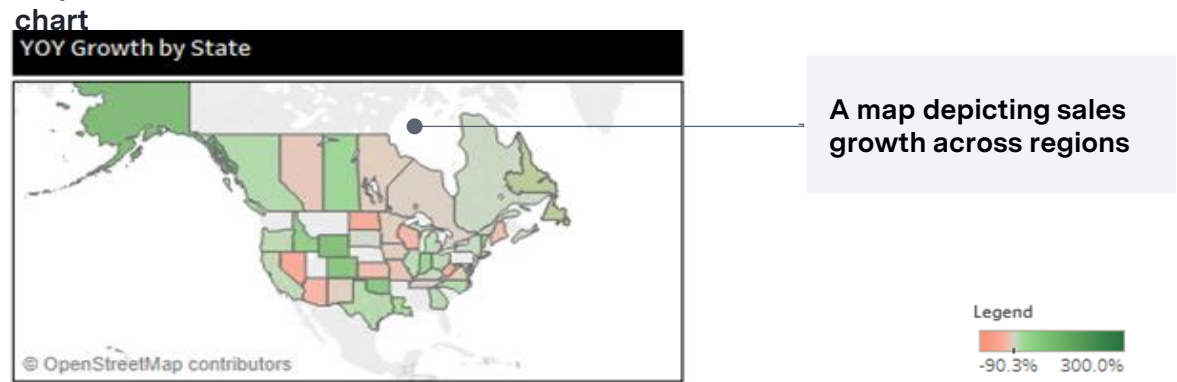 chart
YOY Growth by State
A map depicting sales
growth across regions
© OpenStreetMap contributors
Legend
-90.3% 300.0%